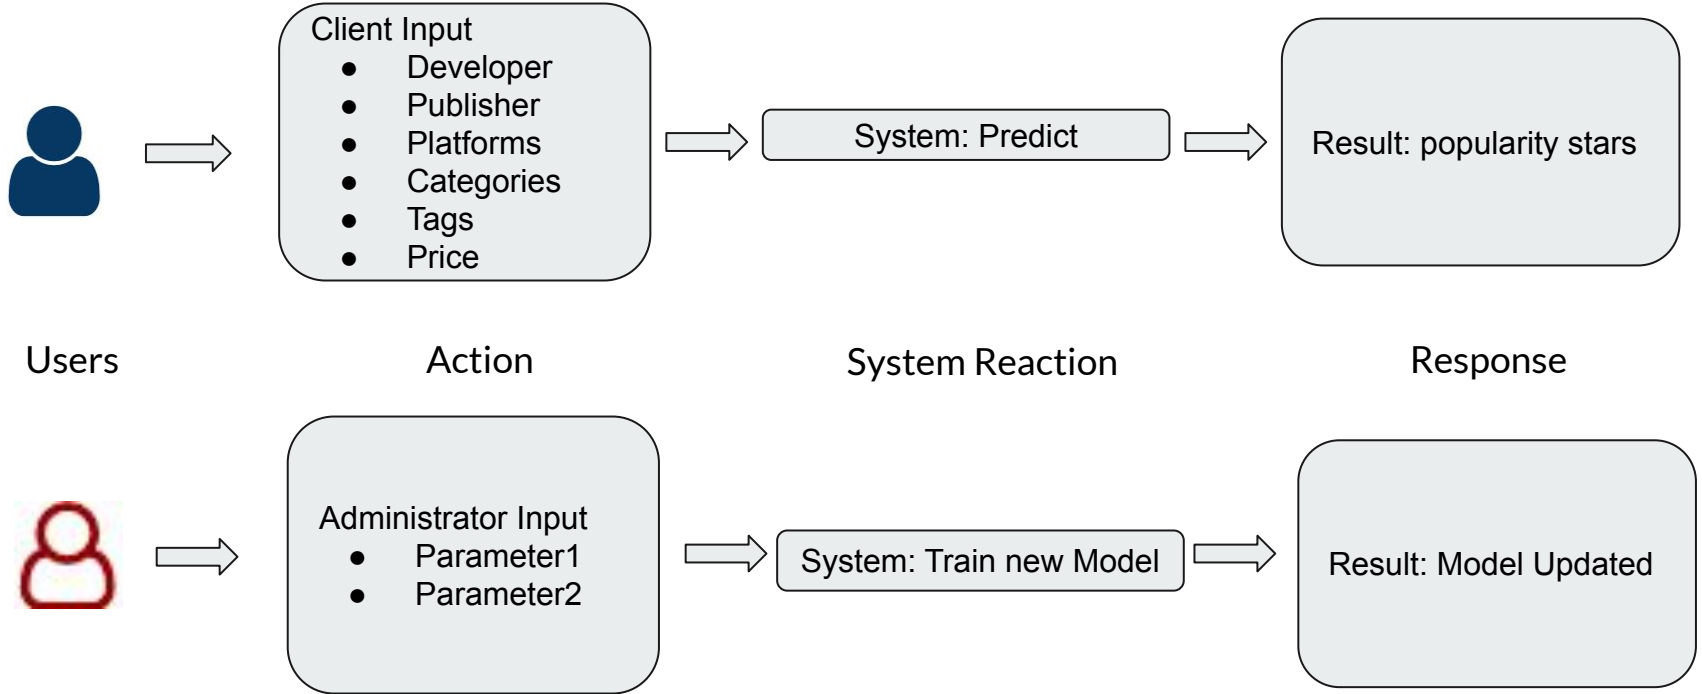 Client Input
● Developer
● Publisher
● Platforms
● Categories
● Tags
● Price
System: Predict
Result: popularity stars
Users
Action
System Reaction
Response
Administrator Input
● Parameter1
● Parameter2
System: Train new Model
Result: Model Updated